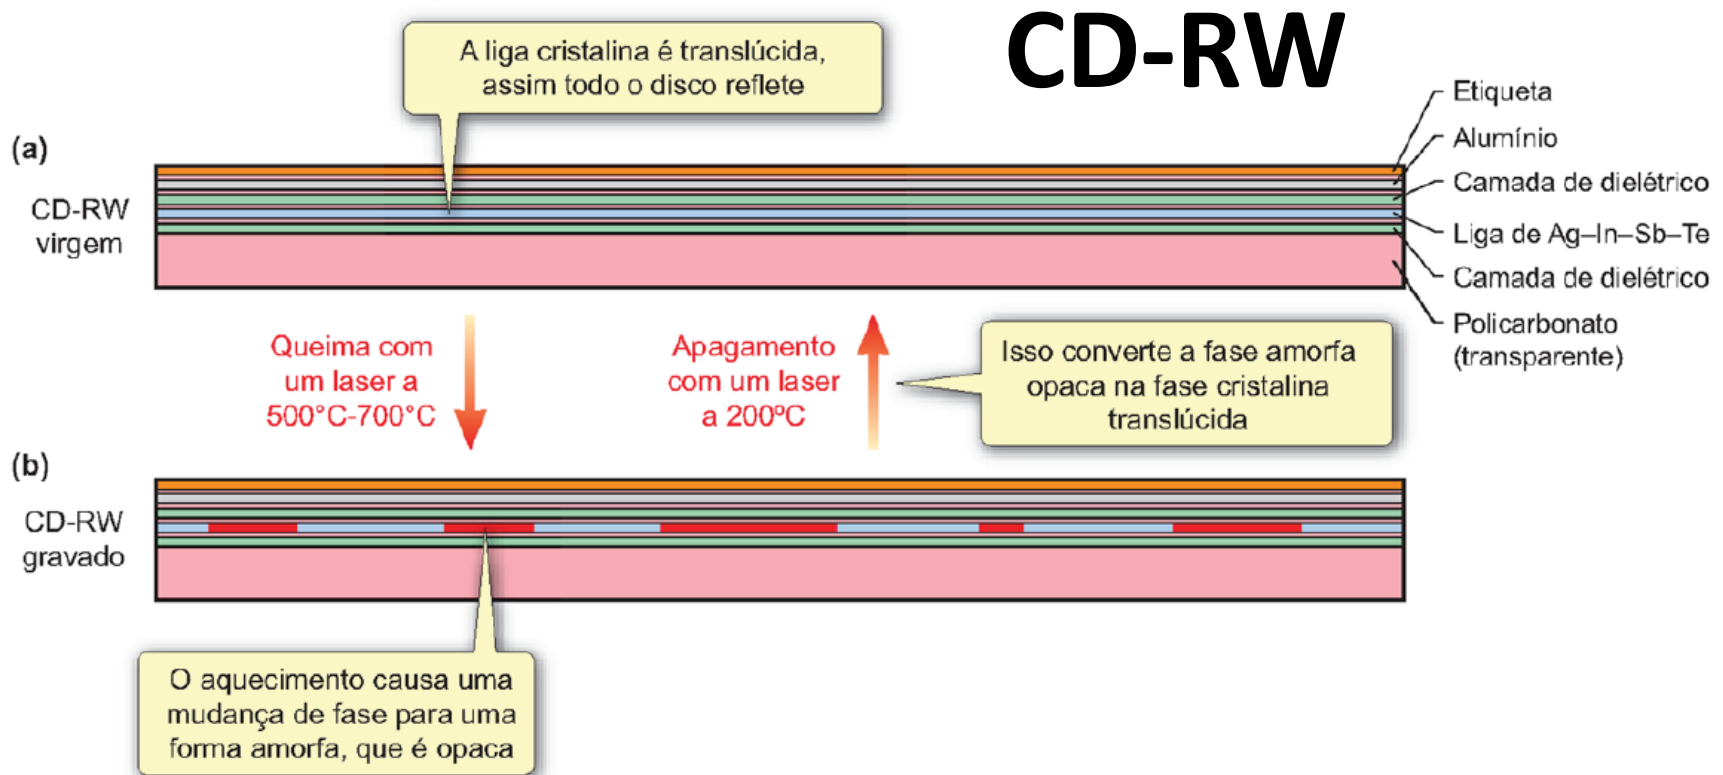 CD-RW
A liga cristalina é translúcida,
assim todo o disco reflete
Etiqueta
Alumínio
Camada de dielétrico
Liga de Ag–In–Sb–Te
Camada de dielétrico
Policarbonato
(transparente)
(a)
CD-RW
virgem
Queima com
um laser a
500°C-700°C
Apagamento
com um laser
a 200ºC
Isso converte a fase amorfa
opaca na fase cristalina
translúcida
(b)
CD-RW
gravado
O aquecimento causa uma
mudança de fase para uma
forma amorfa, que é opaca